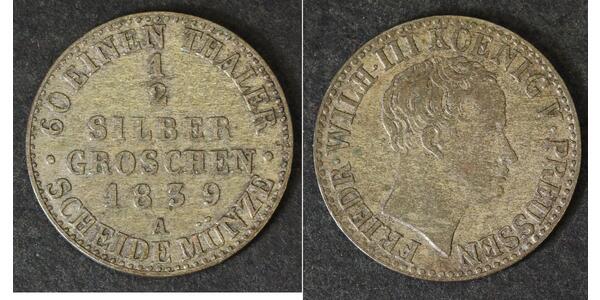 60 EINEN THALER
1
2
SILBER
· GROSCHEN ·
1839
A
SCHEIDE MÜNZE
FRIEDR·WILH·III KOENIG V·PREUSSEN